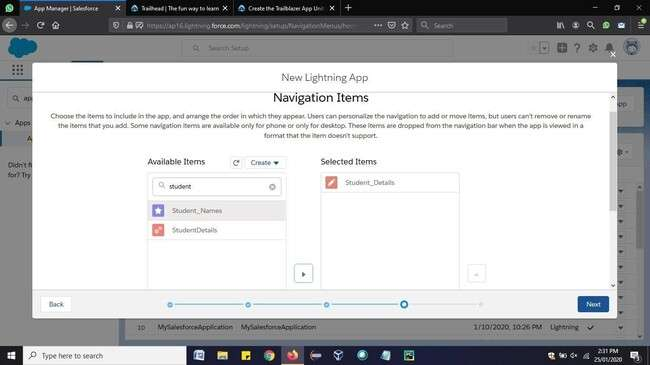 App Manager | Salesforce
Trailhead | The fun way to learn
Create the Trailblazer App Unit
https://ap16.lightning.force.com/lightning/setup/NavigationMenus/home
Search
Search Setup
New Lightning App
Navigation Items
Choose the items to include in the app, and arrange the order in which they appear. Users can personalize the navigation to add or move items, but users can't remove or rename
the items that you add. Some navigation items are available only for phone or only for desktop. These items are dropped from the navigation bar when the app is viewed in a
format that the item doesn't support.
Available Items
Create
Selected Items
student
Student_Details
Student_Names
StudentDetails
Apps
Didn't f
for? Try
Back
Next
10 MySalesforceApplication MySalesforceApplication 1/10/2020, 10:26 PM Lightning
Type here to search
2:31 PM
25/01/2020